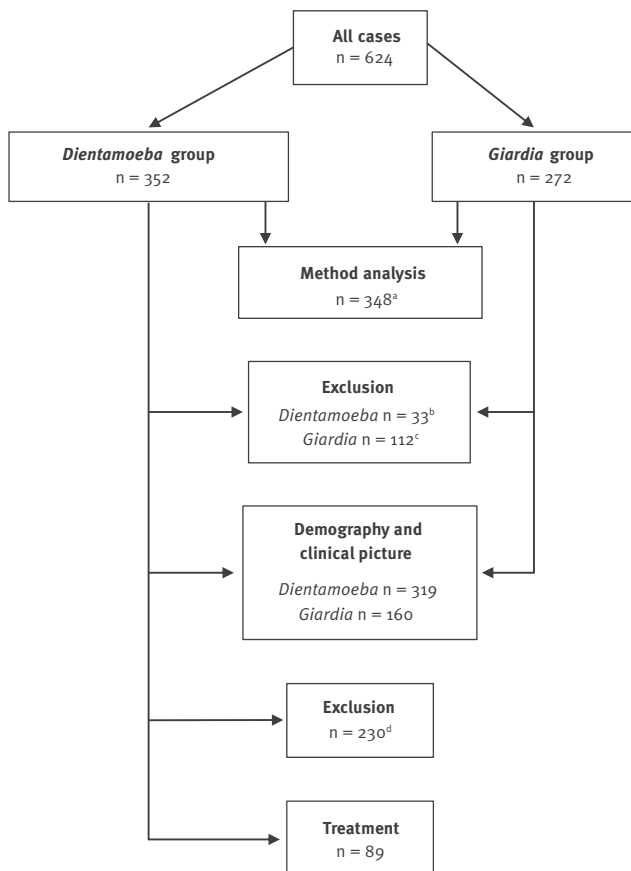 All cases
n = 624
Dientamoeba group
n = 352
Giardia group
n = 272
Method analysis
n = 348ᵃ
Exclusion
Dientamoeba n = 33ᵇ
Giardia n = 112ᶜ
Demography and
clinical picture
Dientamoeba n = 319
Giardia n = 160
Exclusion
n = 230ᵈ
Treatment
n = 89